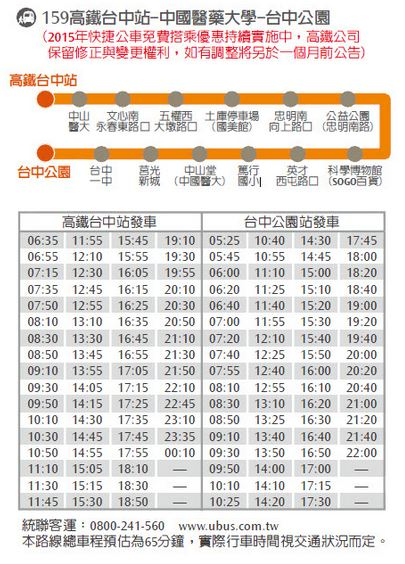 159高鐵台中站-中國醫藥大學-台中公園
(2015年快捷公車免費搭乘優惠持續實施中，高鐵公司
保留修正與變更權利，如有調整將另於一個月前公告)
高鐵台中站
中山醫大 文心南永春東路口 五權西大墩路口 土庫停車場(國美館) 忠明南向上路口 公益公園(忠明南路)
台中公園
台中一中 莒光新城 中山堂(中國醫大) 篤行國小 英才西屯路口 科學博物館(SOGO百貨)
高鐵台中站發車 台中公園站發車
06:35 11:55 15:45 19:10 05:25 10:40 14:30 17:45
06:55 12:10 15:55 19:30 05:45 10:55 14:45 18:00
07:15 12:30 16:05 19:55 06:00 11:10 15:00 18:20
07:35 12:45 16:15 20:10 06:20 11:25 15:10 18:40
07:50 12:55 16:25 20:30 06:40 11:40 15:20 19:00
08:10 13:10 16:35 20:50 07:00 11:55 15:30 19:20
08:30 13:30 16:45 21:10 07:20 12:10 15:40 19:40
08:50 13:45 16:55 21:30 07:40 12:25 15:50 20:00
09:10 13:55 17:05 21:50 07:55 12:40 16:00 20:20
09:30 14:05 17:15 22:10 08:10 12:55 16:10 20:40
09:50 14:15 17:25 22:45 08:30 13:10 16:20 21:00
10:10 14:30 17:35 23:10 08:50 13:25 16:30 21:20
10:30 14:45 17:45 23:35 09:10 13:40 16:40 21:40
10:50 14:55 17:55 00:10 09:30 13:50 16:50 22:00
11:10 15:05 18:10 — 09:50 14:00 17:00 —
11:30 15:15 18:30 — 10:10 14:10 17:15 —
11:45 15:30 18:50 — 10:25 14:20 17:30 —
統聯客運：0800-241-560 www.ubus.com.tw
本路線總車程預估為65分鐘，實際行車時間視交通狀況而定。